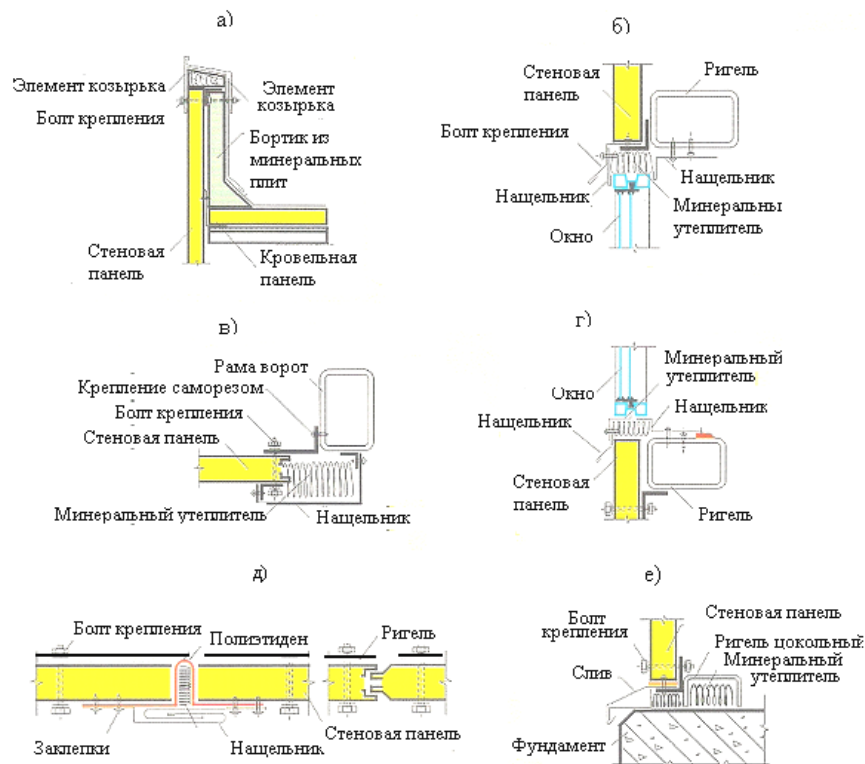 а)
Элемент козырька
Элемент
козырька
Болт крепления
Бортик из
минеральных
плит
Стеновая
панель
Кровельная
панель
б)
Стеновая
панель
Ригель
Болт крепления
Нащельник
Нащельник
Минеральны
утеплитель
Окно
в)
Рама ворот
Крепление саморезом
Болт крепления
Стеновая панель
Минеральный утеплитель
Нащельник
г)
Минеральный
утеплитель
Окно
Нащельник
Нащельник
Стеновая
панель
Ригель
д)
Болт крепления
Полиэтиден
Ригель
Заклепки
Нащельник
Стеновая панель
е)
Болт
крепления
Стеновая панель
Ригель цокольный
Минеральный
утеплитель
Слив
Фундамент